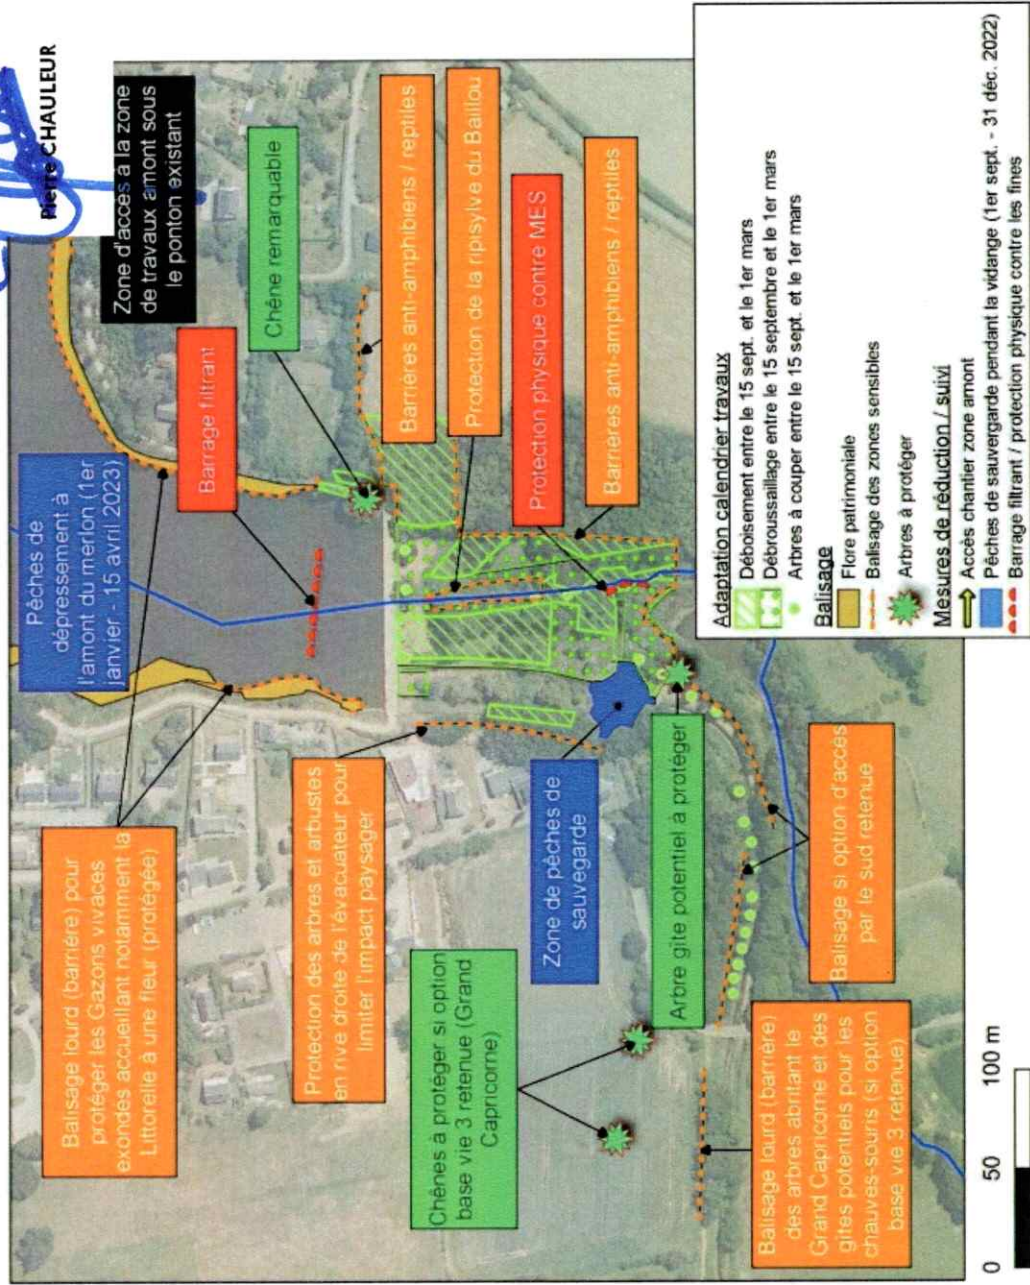 Pierre CHAULEUR
Pêches de
dépressement à
l'amont du merlon (1er
janvier - 15 avril 2023)
Zone d'accès à la zone
de travaux amont sous
le ponton existant
Barrage filtrant
Chêne remarquable
Balisage lourd (barrière) pour
protéger les Gazons vivaces
exondés accueillant notamment la
Littorelle à une fleur (protégée)
Barrières anti-amphibiens / reptiles
Protection de la ripisylve du Baillou
Protection physique contre MES
Barrières anti-amphibiens / reptiles
Protection des arbres et arbustes
en rive droite de l'évacuateur pour
limiter l'impact paysager
Zone de pêches de
sauvegarde
Chênes à protéger si option
base vie 3 retenue (Grand
Capricorne)
Arbre gîte potentiel à protéger
Balisage si option d'accès
par le sud retenue
Balisage lourd (barrière)
des arbres abritant le
Grand Capricorne et des
gîtes potentiels pour les
chauves-souris (si option
base vie 3 retenue)
Adaptation calendrier travaux
Déboisement entre le 15 sept. et le 1er mars
Débroussaillage entre le 15 septembre et le 1er mars
Arbres à couper entre le 15 sept. et le 1er mars
Balisage
Flore patrimoniale
Balisage des zones sensibles
Arbres à protéger
Mesures de réduction / suivi
Accès chantier zone amont
Pêches de sauvergarde pendant la vidange (1er sept. - 31 déc. 2022)
Barrage filtrant / protection physique contre les fines
0 50 100 m